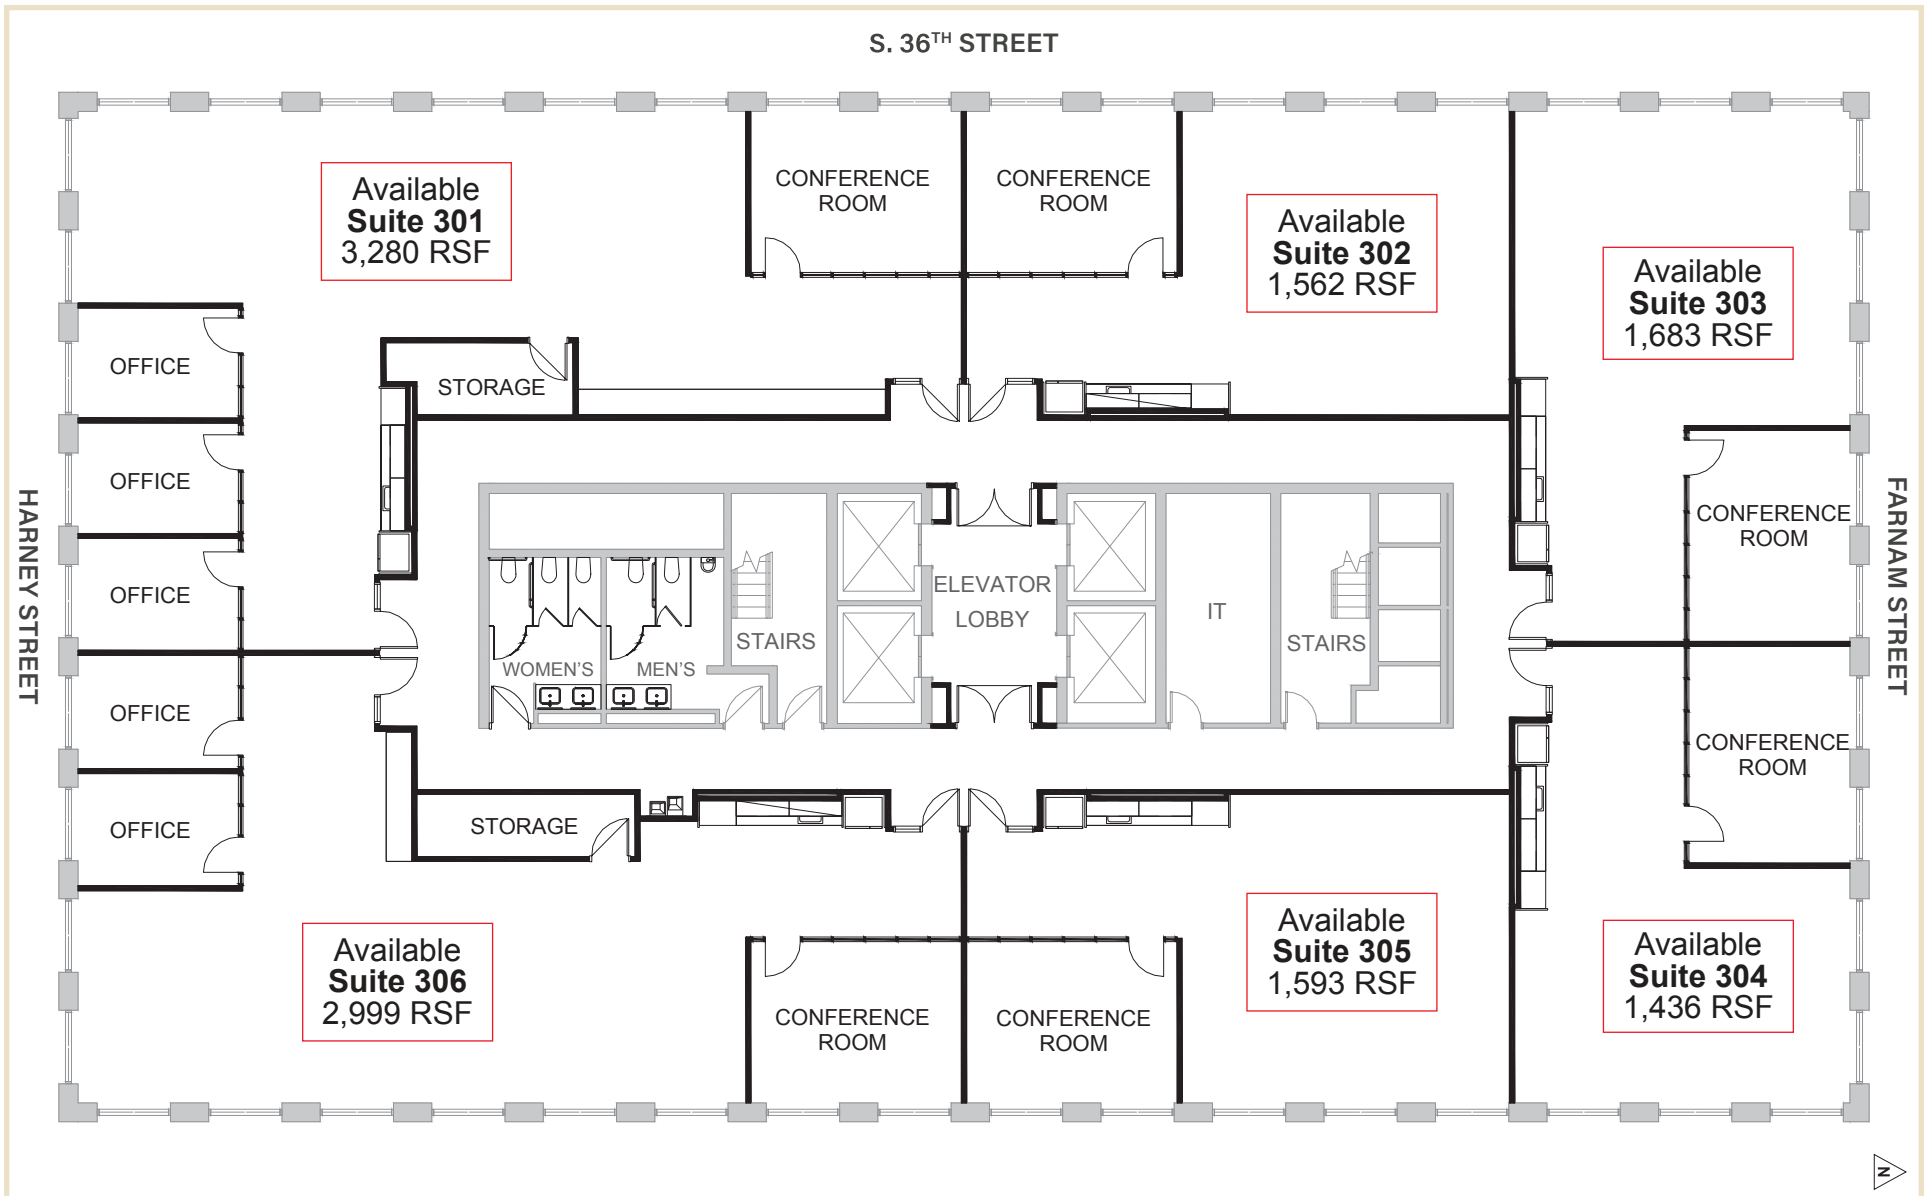 S. 36TH STREET
Available
Suite 301
3,280 RSF
CONFERENCE
ROOM
CONFERENCE
ROOM
Available
Suite 302
1,562 RSF
Available
Suite 303
1,683 RSF
OFFICE
STORAGE
OFFICE
OFFICE
OFFICE
OFFICE
HARNEY STREET
CONFERENCE
ROOM
FARNAM STREET
ELEVATOR
LOBBY
IT
STAIRS
STAIRS
WOMEN'S
MEN'S
CONFERENCE
ROOM
STORAGE
Available
Suite 306
2,999 RSF
CONFERENCE
ROOM
CONFERENCE
ROOM
Available
Suite 305
1,593 RSF
Available
Suite 304
1,436 RSF
N